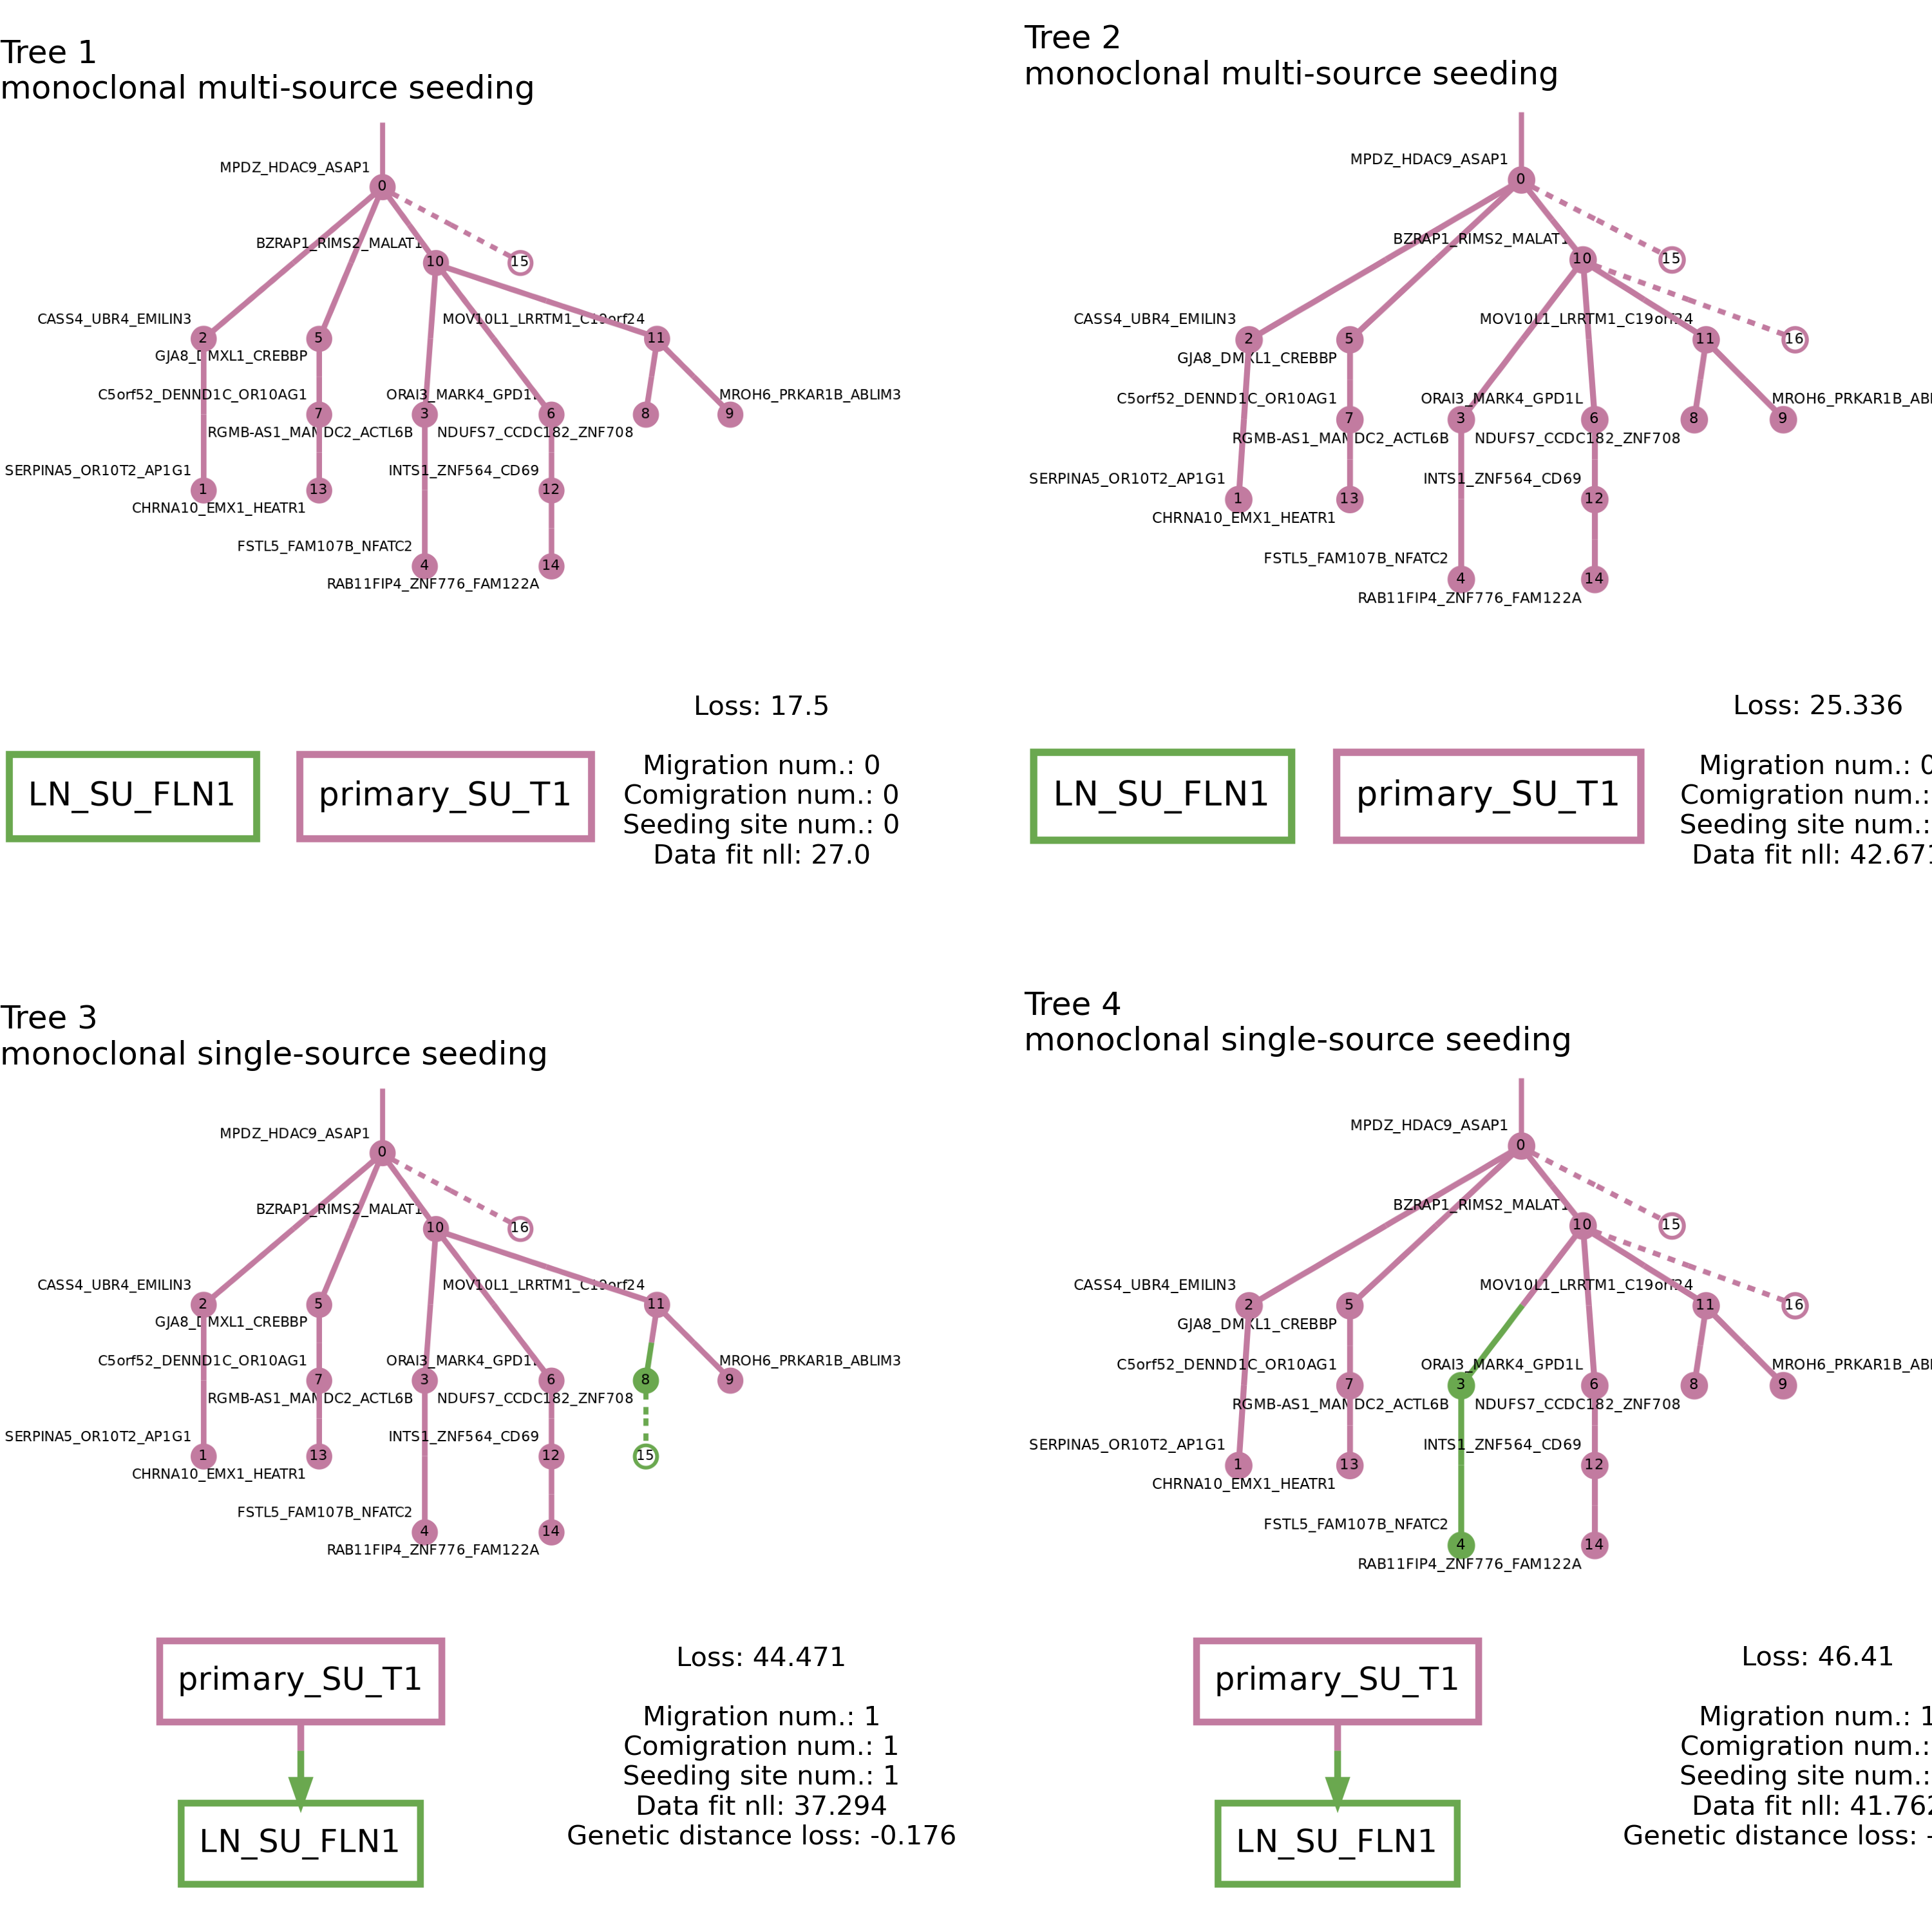 Tree 1
monoclonal multi-source seeding
MPDZ_HDAC9_ASAP1
0
BZRAP1_RIMS2_MALAT1
10
15
CASS4_UBR4_EMILIN3
2
5
MOV10L1_LRRTM1_C19orf24
11
GJA8_DMXL1_CREBBP
C5orf52_DENND1C_OR10AG1
7
ORAI3_MARK4_GPD1
3
6
8
MROH6_PRKAR1B_ABLIM3
9
RGMB-AS1_MAMDC2_ACTL6B
NDUFS7_CCDC182_ZNF708
SERPINA5_OR10T2_AP1G1
1
13
INTS1_ZNF564_CD69
12
CHRNA10_EMX1_HEATR1
FSTL5_FAM107B_NFATC2
4
14
RAB11FIP4_ZNF776_FAM122A
LN_SU_FLN1
primary_SU_T1
Loss: 17.5
Migration num.: 0
Comigration num.: 0
Seeding site num.: 0
Data fit nll: 27.0
Tree 2
monoclonal multi-source seeding
MPDZ_HDAC9_ASAP1
0
BZRAP1_RIMS2_MALAT1
10
15
CASS4_UBR4_EMILIN3
2
5
MOV10L1_LRRTM1_C19orf24
11
16
GJA8_DMXL1_CREBBP
C5orf52_DENND1C_OR10AG1
7
ORAI3_MARK4_GPD1L
3
6
8
MROH6_PRKAR1B_ABL
9
RGMB-AS1_MAMDC2_ACTL6B
NDUFS7_CCDC182_ZNF708
SERPINA5_OR10T2_AP1G1
1
13
INTS1_ZNF564_CD69
12
CHRNA10_EMX1_HEATR1
FSTL5_FAM107B_NFATC2
4
14
RAB11FIP4_ZNF776_FAM122A
LN_SU_FLN1
primary_SU_T1
Loss: 25.336
Migration num.: 0
Comigration num.:
Seeding site num.:
Data fit nll: 42.671
Tree 3
monoclonal single-source seeding
MPDZ_HDAC9_ASAP1
0
BZRAP1_RIMS2_MALAT1
10
16
CASS4_UBR4_EMILIN3
2
5
MOV10L1_LRRTM1_C19orf24
11
GJA8_DMXL1_CREBBP
C5orf52_DENND1C_OR10AG1
7
ORAI3_MARK4_GPD1
3
6
8
MROH6_PRKAR1B_ABLIM3
9
RGMB-AS1_MAMDC2_ACTL6B
NDUFS7_CCDC182_ZNF708
SERPINA5_OR10T2_AP1G1
1
13
INTS1_ZNF564_CD69
12
15
CHRNA10_EMX1_HEATR1
FSTL5_FAM107B_NFATC2
4
14
RAB11FIP4_ZNF776_FAM122A
primary_SU_T1
LN_SU_FLN1
Loss: 44.471
Migration num.: 1
Comigration num.: 1
Seeding site num.: 1
Data fit nll: 37.294
Genetic distance loss: -0.176
Tree 4
monoclonal single-source seeding
MPDZ_HDAC9_ASAP1
0
BZRAP1_RIMS2_MALAT1
10
15
CASS4_UBR4_EMILIN3
2
5
MOV10L1_LRRTM1_C19orf24
11
16
GJA8_DMXL1_CREBBP
C5orf52_DENND1C_OR10AG1
7
ORAI3_MARK4_GPD1L
3
6
8
MROH6_PRKAR1B_ABL
9
RGMB-AS1_MAMDC2_ACTL6B
NDUFS7_CCDC182_ZNF708
SERPINA5_OR10T2_AP1G1
1
13
INTS1_ZNF564_CD69
12
CHRNA10_EMX1_HEATR1
FSTL5_FAM107B_NFATC2
4
14
RAB11FIP4_ZNF776_FAM122A
primary_SU_T1
LN_SU_FLN1
Loss: 46.41
Migration num.: 1
Comigration num.:
Seeding site num.:
Data fit nll: 41.762
Genetic distance loss: -